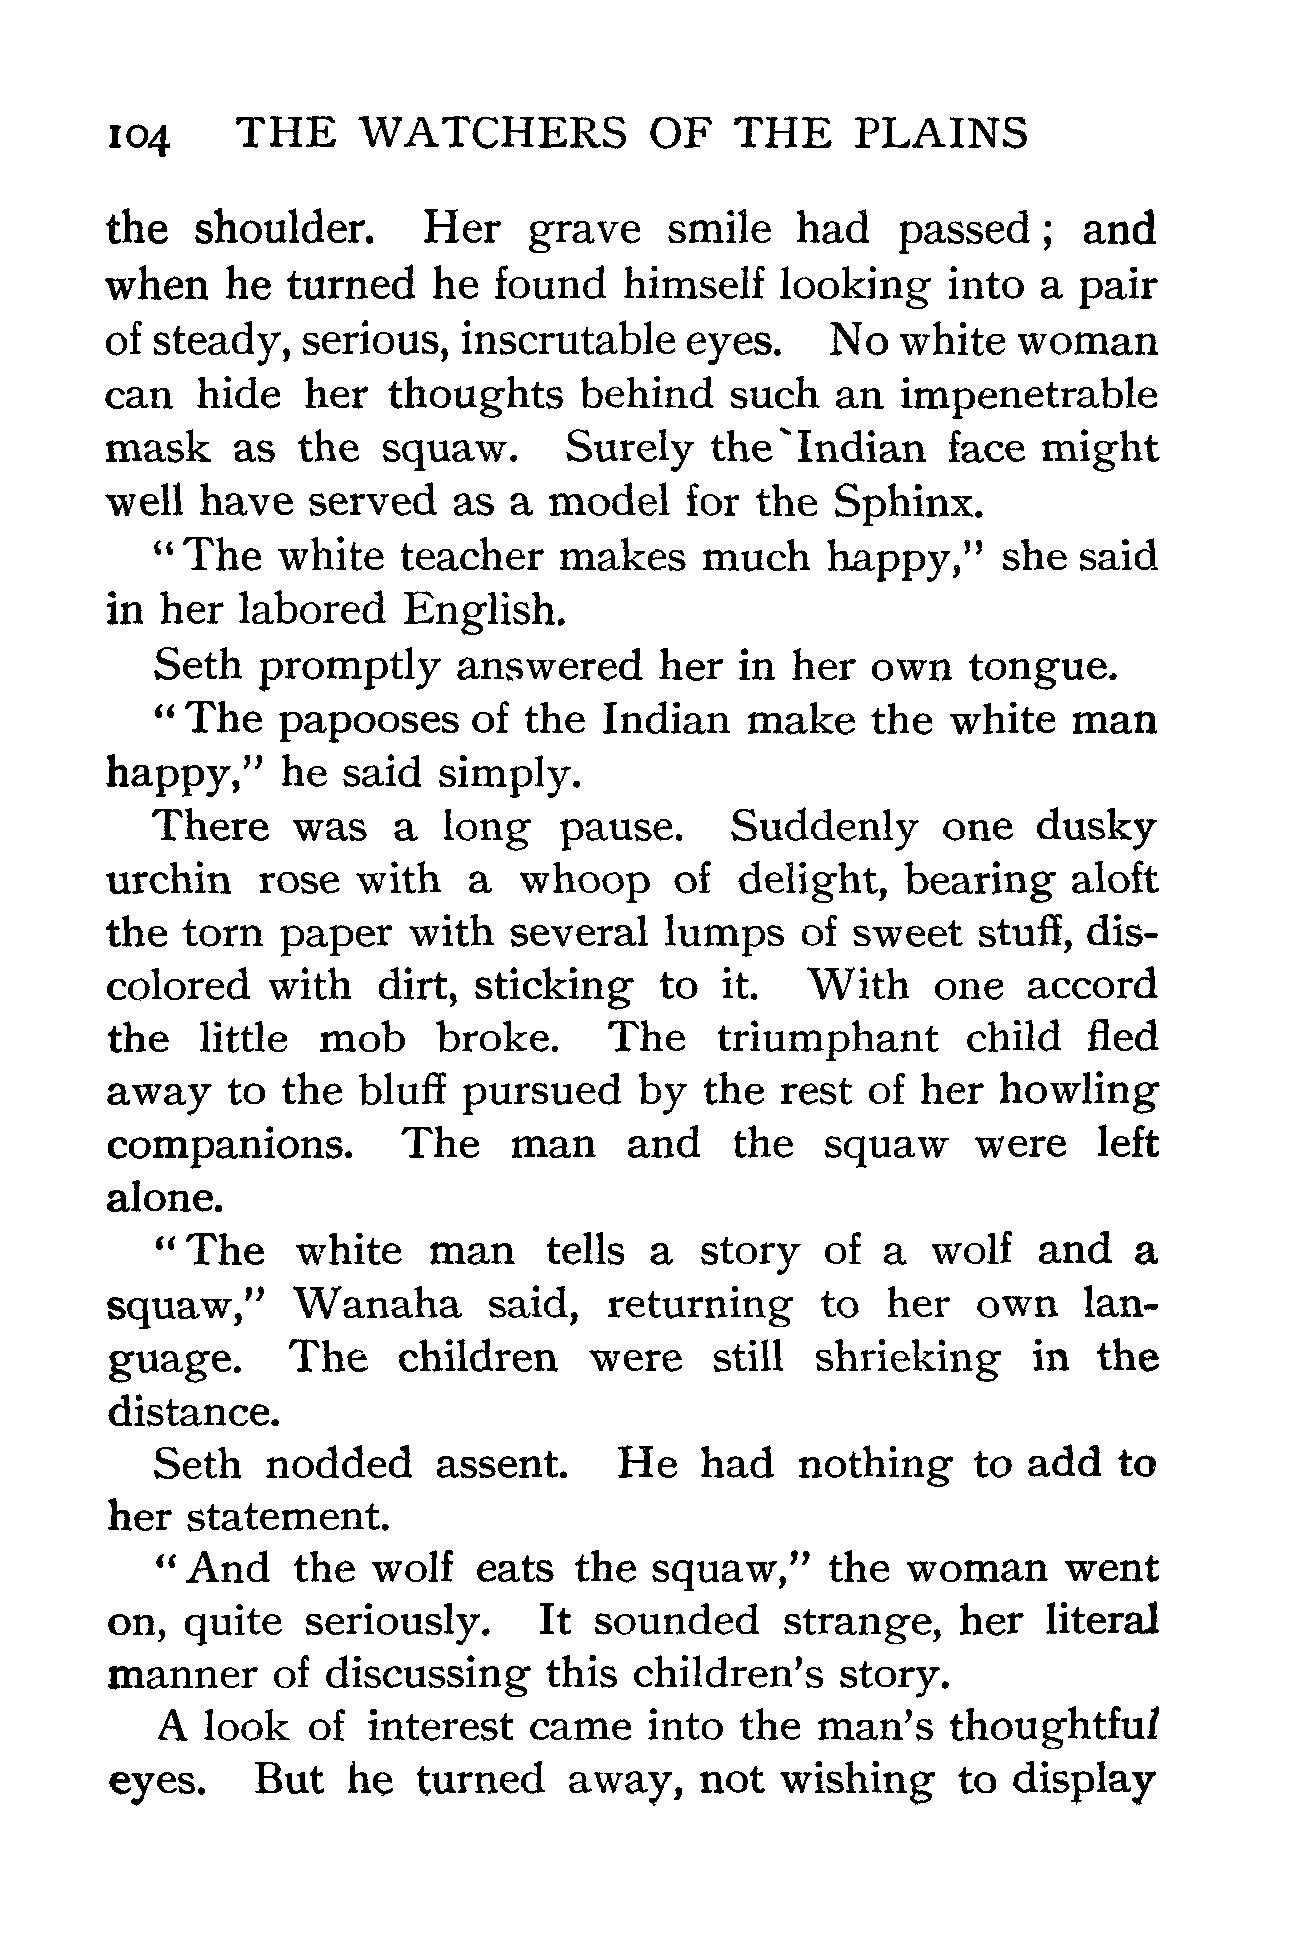 104 THE WATCHERS OF THE PLAINS
the shoulder. Her grave smile had passed; and
when he turned he found himself looking into a pair
of steady, serious, inscrutable eyes. No white woman
can hide her thoughts behind such an impenetrable
mask as the squaw. Surely the Indian face might
well have served as a model for the Sphinx.
“The white teacher makes much happy,” she said
in her labored English.
Seth promptly answered her in her own tongue.
“The papooses of the Indian make the white man
happy,” he said simply.
There was a long pause. Suddenly one dusky
urchin rose with a whoop of delight, bearing aloft
the torn paper with several lumps of sweet stuff, dis-
colored with dirt, sticking to it. With one accord
the little mob broke. The triumphant child fled
away to the bluff pursued by the rest of her howling
companions. The man and the squaw were left
alone.
“The white man tells a story of a wolf and a
squaw,” Wanaha said, returning to her own lan-
guage. The children were still shrieking in the
distance.
Seth nodded assent. He had nothing to add to
her statement.
“And the wolf eats the squaw,” the woman went
on, quite seriously. It sounded strange, her literal
manner of discussing this children’s story.
A look of interest came into the man’s thoughtful
eyes. But he turned away, not wishing to display